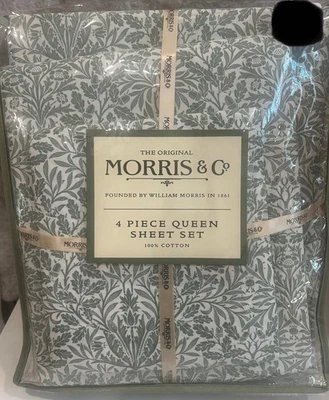 THE ORIGINAL
MORRIS & Co
FOUNDED BY WILLIAM MORRIS IN 1861
4 PIECE QUEEN
SHEET SET
100% COTTON